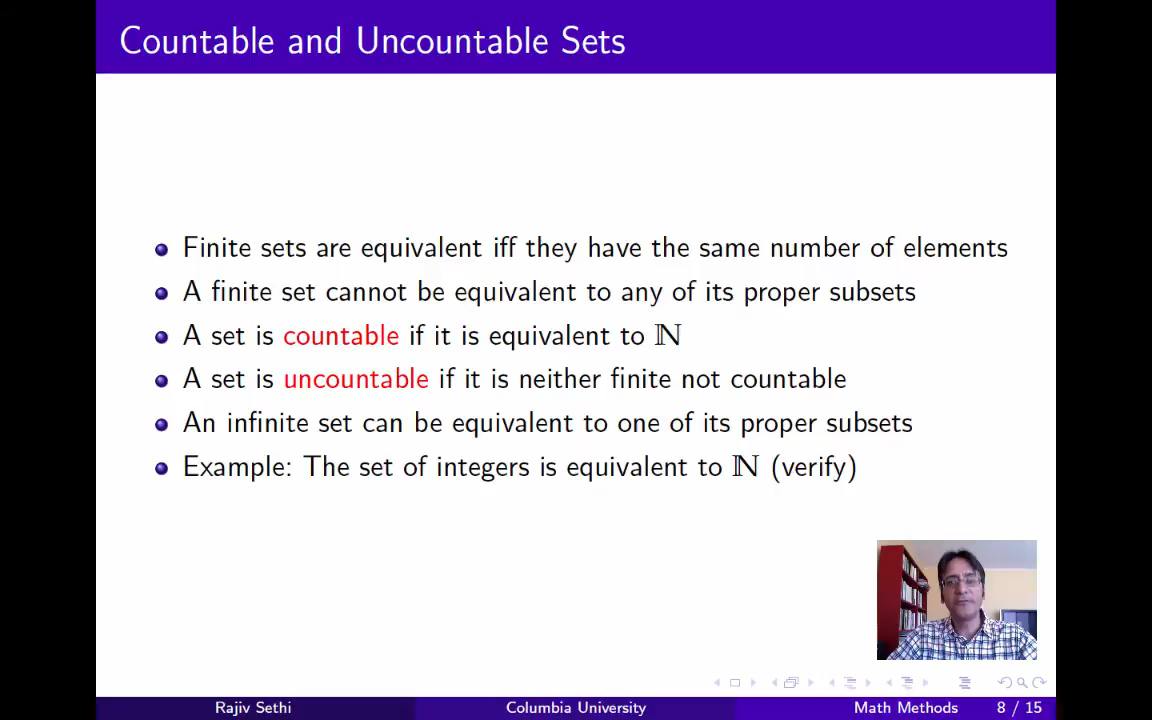 Countable and Uncountable Sets
Finite sets are equivalent iff they have the same number of elements
A finite set cannot be equivalent to any of its proper subsets
A set is countable if it is equivalent to ℕ
A set is uncountable if it is neither finite not countable
An infinite set can be equivalent to one of its proper subsets
Example: The set of integers is equivalent to ℕ (verify)
Rajiv Sethi
Columbia University
Math Methods
8 / 15